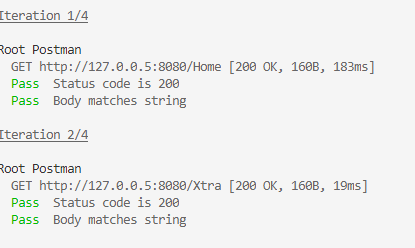 Iteration 1/4
Root Postman
GET http://127.0.0.5:8080/Home [200 OK, 160B, 183ms]
Pass Status code is 200
Pass Body matches string
Iteration 2/4
Root Postman
GET http://127.0.0.5:8080/Xtra [200 OK, 160B, 19ms]
Pass Status code is 200
Pass Body matches string